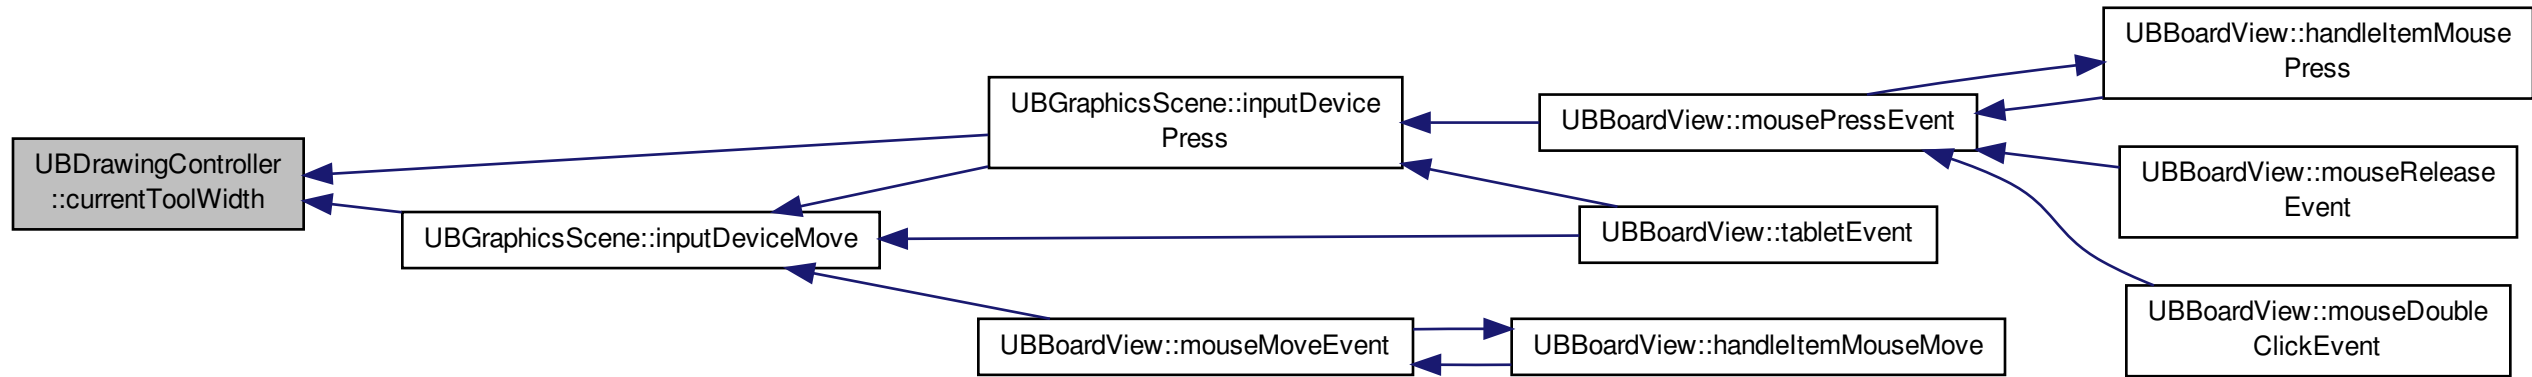 UBDrawingController
::currentToolWidth
UBGraphicsScene::inputDevice
Press
UBGraphicsScene::inputDeviceMove
UBBoardView::mousePressEvent
UBBoardView::tabletEvent
UBBoardView::mouseMoveEvent
UBBoardView::handleItemMouseMove
UBBoardView::handleItemMouse
Press
UBBoardView::mouseRelease
Event
UBBoardView::mouseDouble
ClickEvent